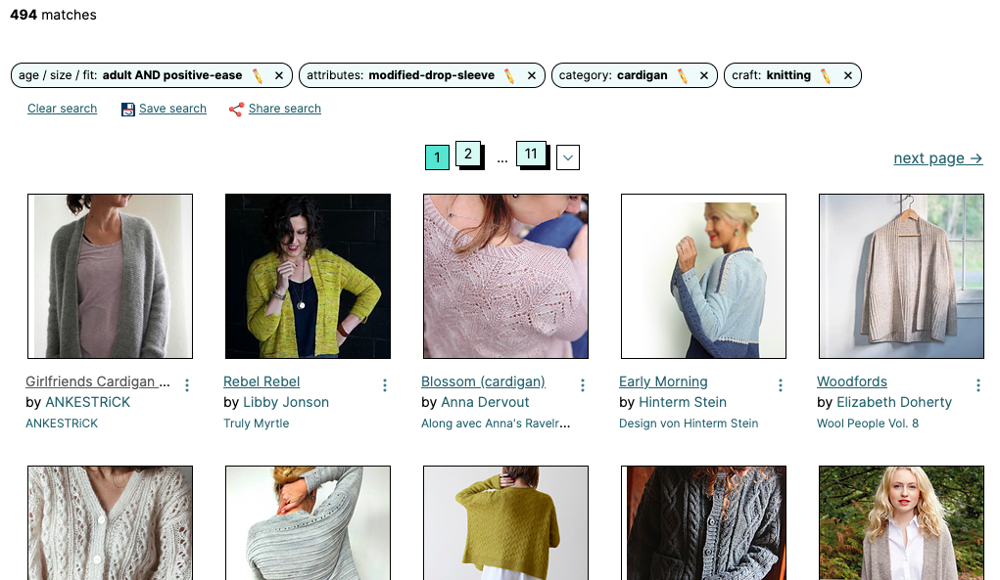 494 matches
age / size / fit: adult AND positive-ease ✕
attributes: modified-drop-sleeve ✕
category: cardigan ✕
craft: knitting ✕
Clear search
Save search
Share search
1 2 ... 11
next page →
Girlfriends Cardigan ...
by ANKESTRiCK
ANKESTRiCK
Rebel Rebel
by Libby Jonson
Truly Myrtle
Blossom (cardigan)
by Anna Dervout
Along avec Anna's Ravelr...
Early Morning
by Hinterm Stein
Design von Hinterm Stein
Woodfords
by Elizabeth Doherty
Wool People Vol. 8